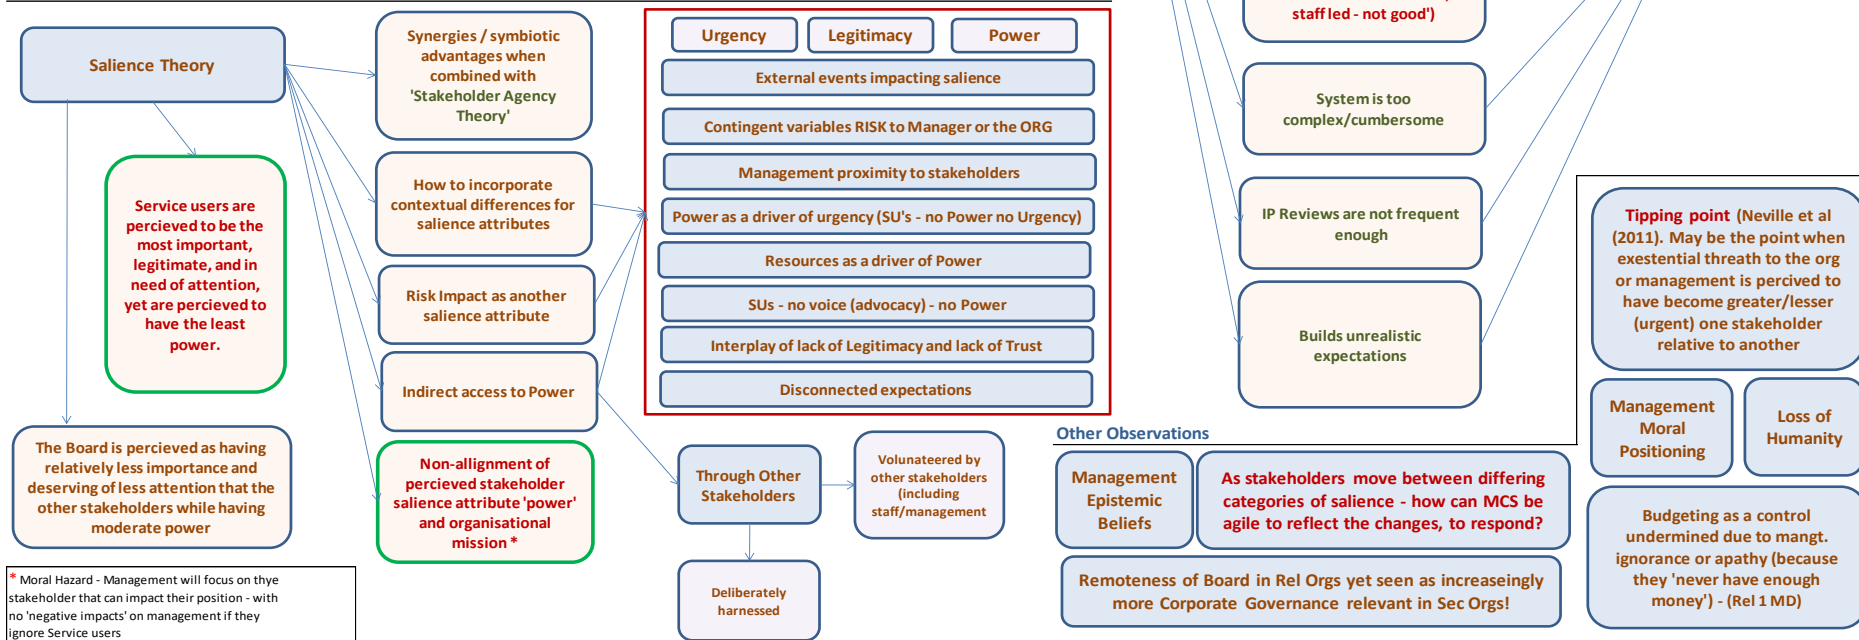 Salience Theory
Service users are
percieved to be the
most important,
legitimate, and in
need of attention,
yet are percieved to
have the least
power.
The Board is percieved as having
relatively less importance and
deserving of less attention that the
other stakeholders while having
moderate power
* Moral Hazard - Management will focus on thye
stakeholder that can impact their position - with
no 'negative impacts' on management if they
ignore Service users
Synergies / symbiotic
advantages when
combined with
'Stakeholder Agency
Theory'
How to incorporate
contextual differences for
salience attributes
Risk Impact as another
salience attribute
Indirect access to Power
Non-allignment of
percieved stakeholder
salience attribute 'power'
and organisational
mission *
Urgency
Legitimacy
Power
External events impacting salience
Contingent variables RISK to Manager or the ORG
Management proximity to stakeholders
Power as a driver of urgency (SU's - no Power no Urgency)
Resources as a driver of Power
SUs - no voice (advocacy) - no Power
Interplay of lack of Legitimacy and lack of Trust
Disconnected expectations
Through Other
Stakeholders
Volunateered by
other stakeholders
(including
staff/management
Deliberately
harnessed
staff led - not good')
System is too
complex/cumbersome
IP Reviews are not frequent
enough
Builds unrealistic
expectations
Other Observations
Management
Epistemic
Beliefs
As stakeholders move between differing
categories of salience - how can MCS be
agile to reflect the changes, to respond?
Remoteness of Board in Rel Orgs yet seen as increaseingly
more Corporate Governance relevant in Sec Orgs!
Tipping point (Neville et al
(2011). May be the point when
exestential threath to the org
or management is percived to
have become greater/lesser
(urgent) one stakeholder
relative to another
Management
Moral
Positioning
Loss of
Humanity
Budgeting as a control
undermined due to mangt.
ignorance or apathy (because
they 'never have enough
money') - (Rel 1 MD)